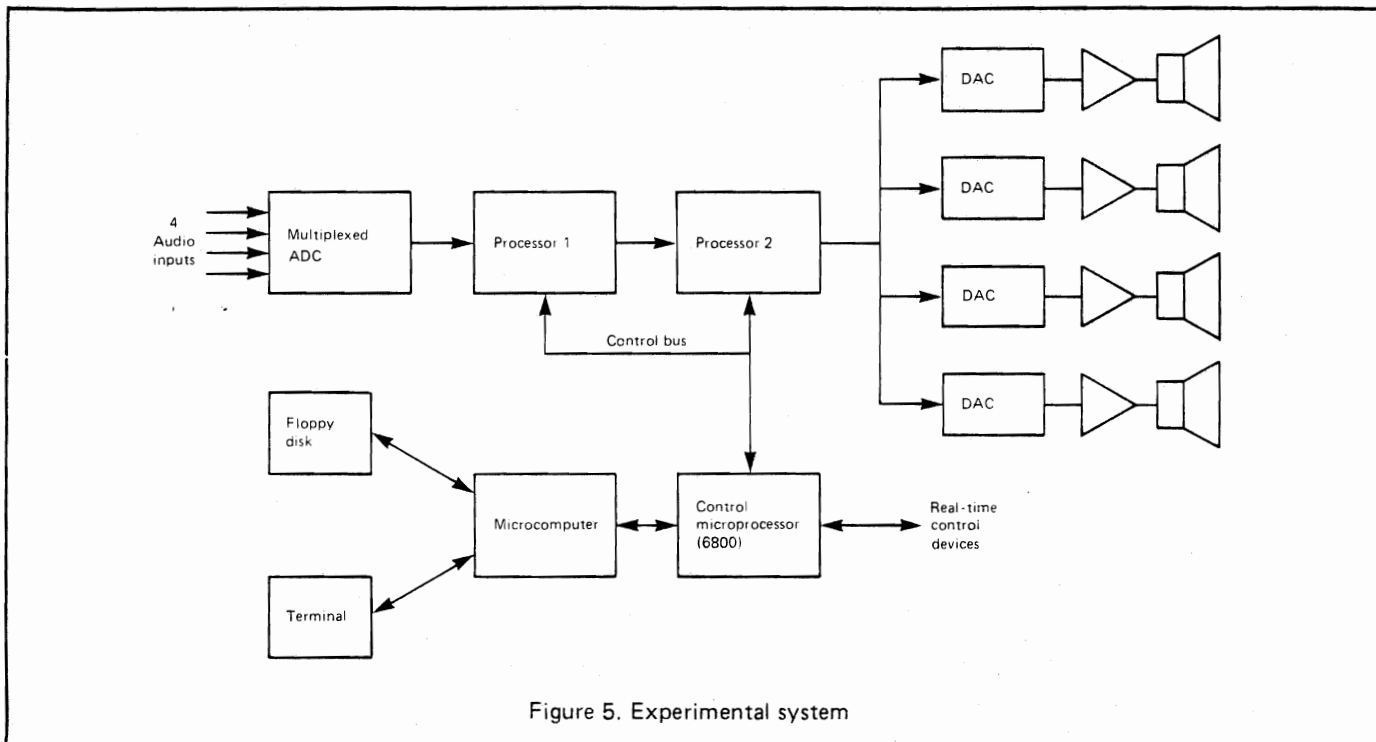 DAC
DAC
4
Audio
inputs
Multiplexed
ADC
Processor 1
Processor 2
DAC
Control bus
DAC
Floppy
disk
Microcomputer
Control
microprocessor
(6800)
Real-time
control
devices
Terminal
Figure 5. Experimental system